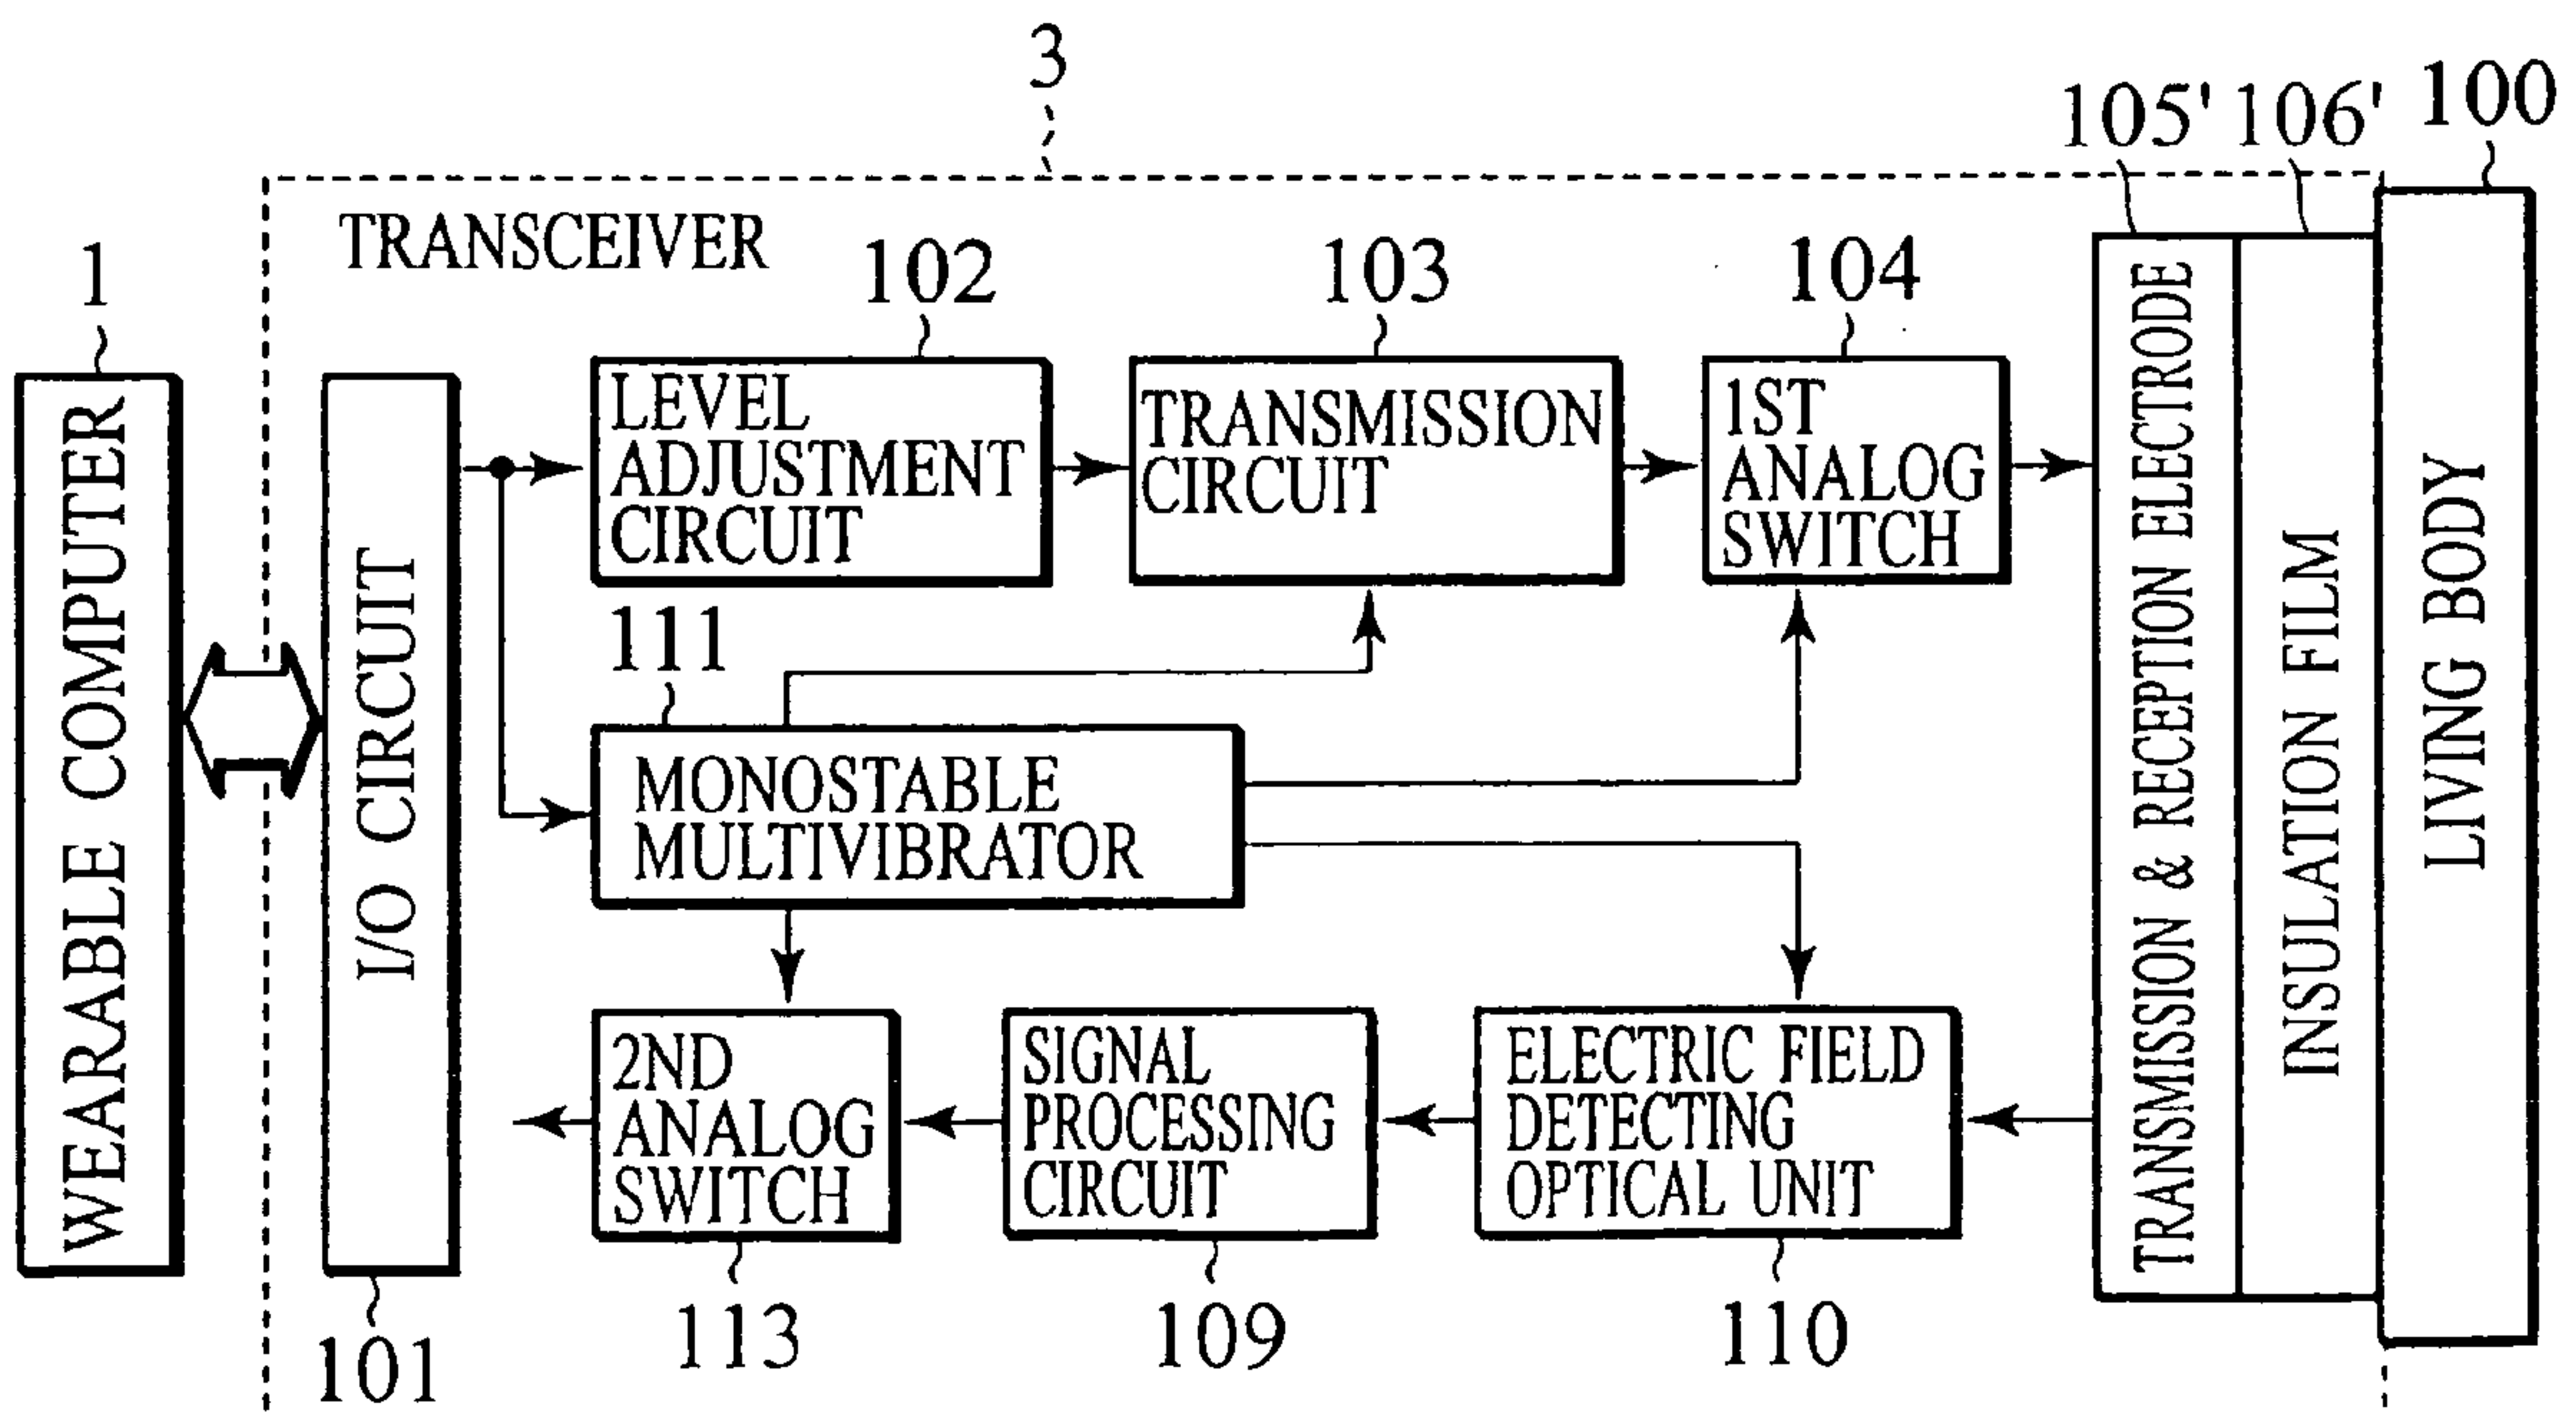 3
105' 106' 100
TRANSCEIVER
1
102
103
104
WEARABLE COMPUTER
I/O CIRCUIT
LEVEL
ADJUSTMENT
CIRCUIT
TRANSMISSION
CIRCUIT
1ST
ANALOG
SWITCH
TRANSMISSION & RECEPTION ELECTRODE
INSULATION FILM
LIVING BODY
111
MONOSTABLE
MULTIVIBRATOR
2ND
ANALOG
SWITCH
SIGNAL
PROCESSING
CIRCUIT
ELECTRIC FIELD
DETECTING
OPTICAL UNIT
101
113
109
110